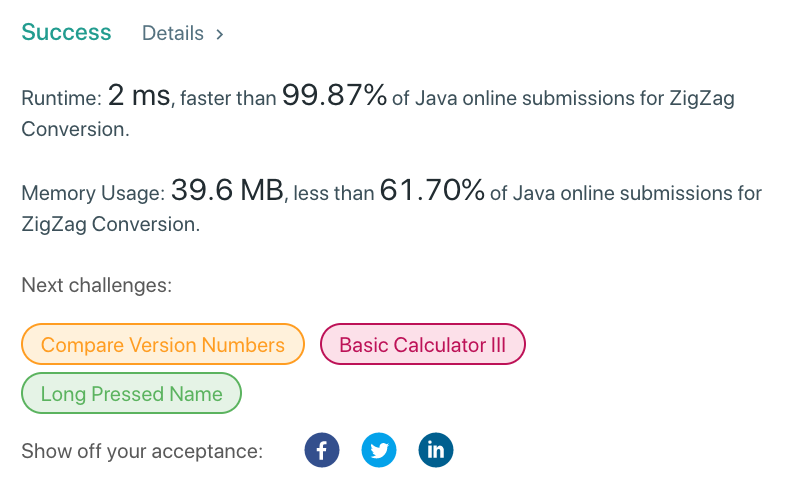 Success Details >
Runtime: 2 ms, faster than 99.87% of Java online submissions for ZigZag
Conversion.
Memory Usage: 39.6 MB, less than 61.70% of Java online submissions for
ZigZag Conversion.
Next challenges:
Compare Version Numbers Basic Calculator III
Long Pressed Name
Show off your acceptance: f in